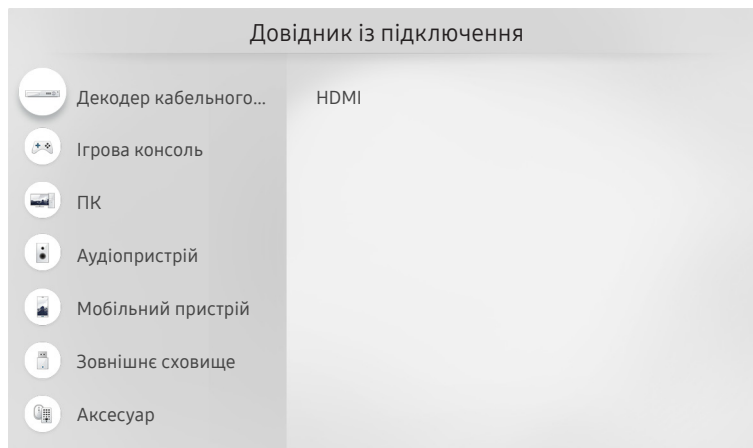 Довідник із підключення
Декодер кабельного...
HDMI
Ігрова консоль
ПК
Аудіопристрій
Мобільний пристрій
Зовнішнє сховище
Аксесуар